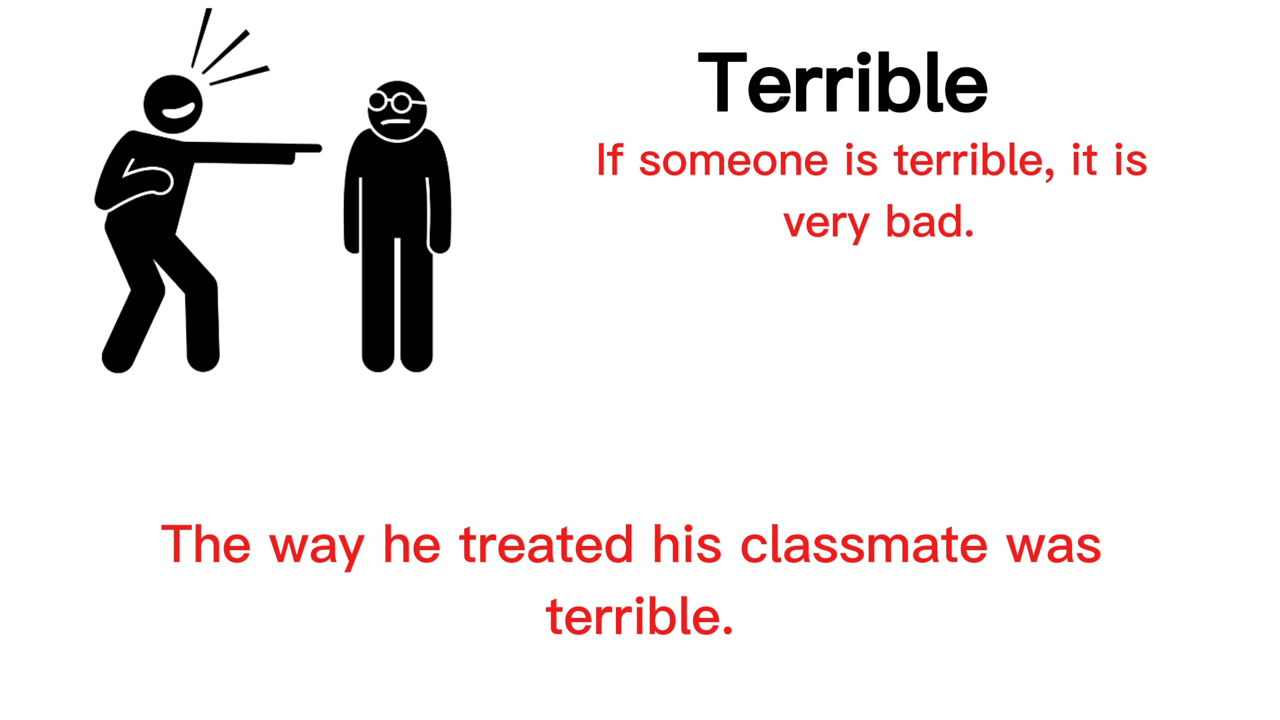 Terrible
If someone is terrible, it is
very bad.
The way he treated his classmate was
terrible.